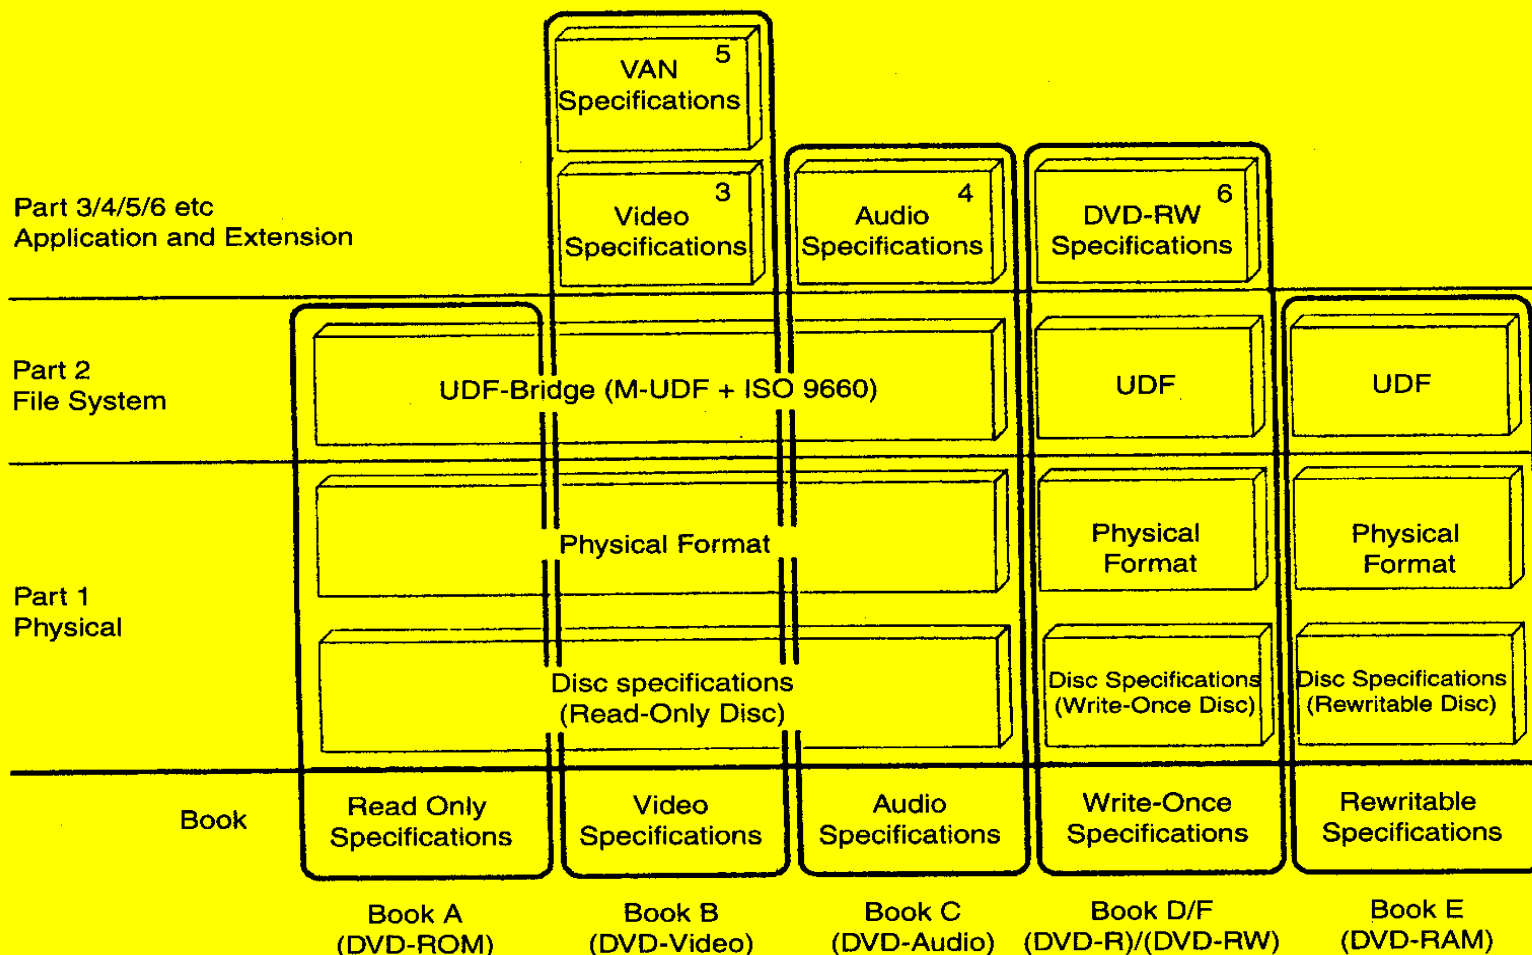 5
VAN
Specifications
Part 3/4/5/6 etc
Application and Extension
3
Video
Specifications
4
Audio
Specifications
6
DVD-RW
Specifications
Part 2
File System
UDF-Bridge (M-UDF + ISO 9660)
UDF
UDF
Part 1
Physical
Physical Format
Physical
Format
Physical
Format
Disc specifications
(Read-Only Disc)
Disc Specifications
(Write-Once Disc)
Disc Specifications
(Rewritable Disc)
Book
Read Only
Specifications
Video
Specifications
Audio
Specifications
Write-Once
Specifications
Rewritable
Specifications
Book A
(DVD-ROM)
Book B
(DVD-Video)
Book C
(DVD-Audio)
Book D/F
(DVD-R)/(DVD-RW)
Book E
(DVD-RAM)